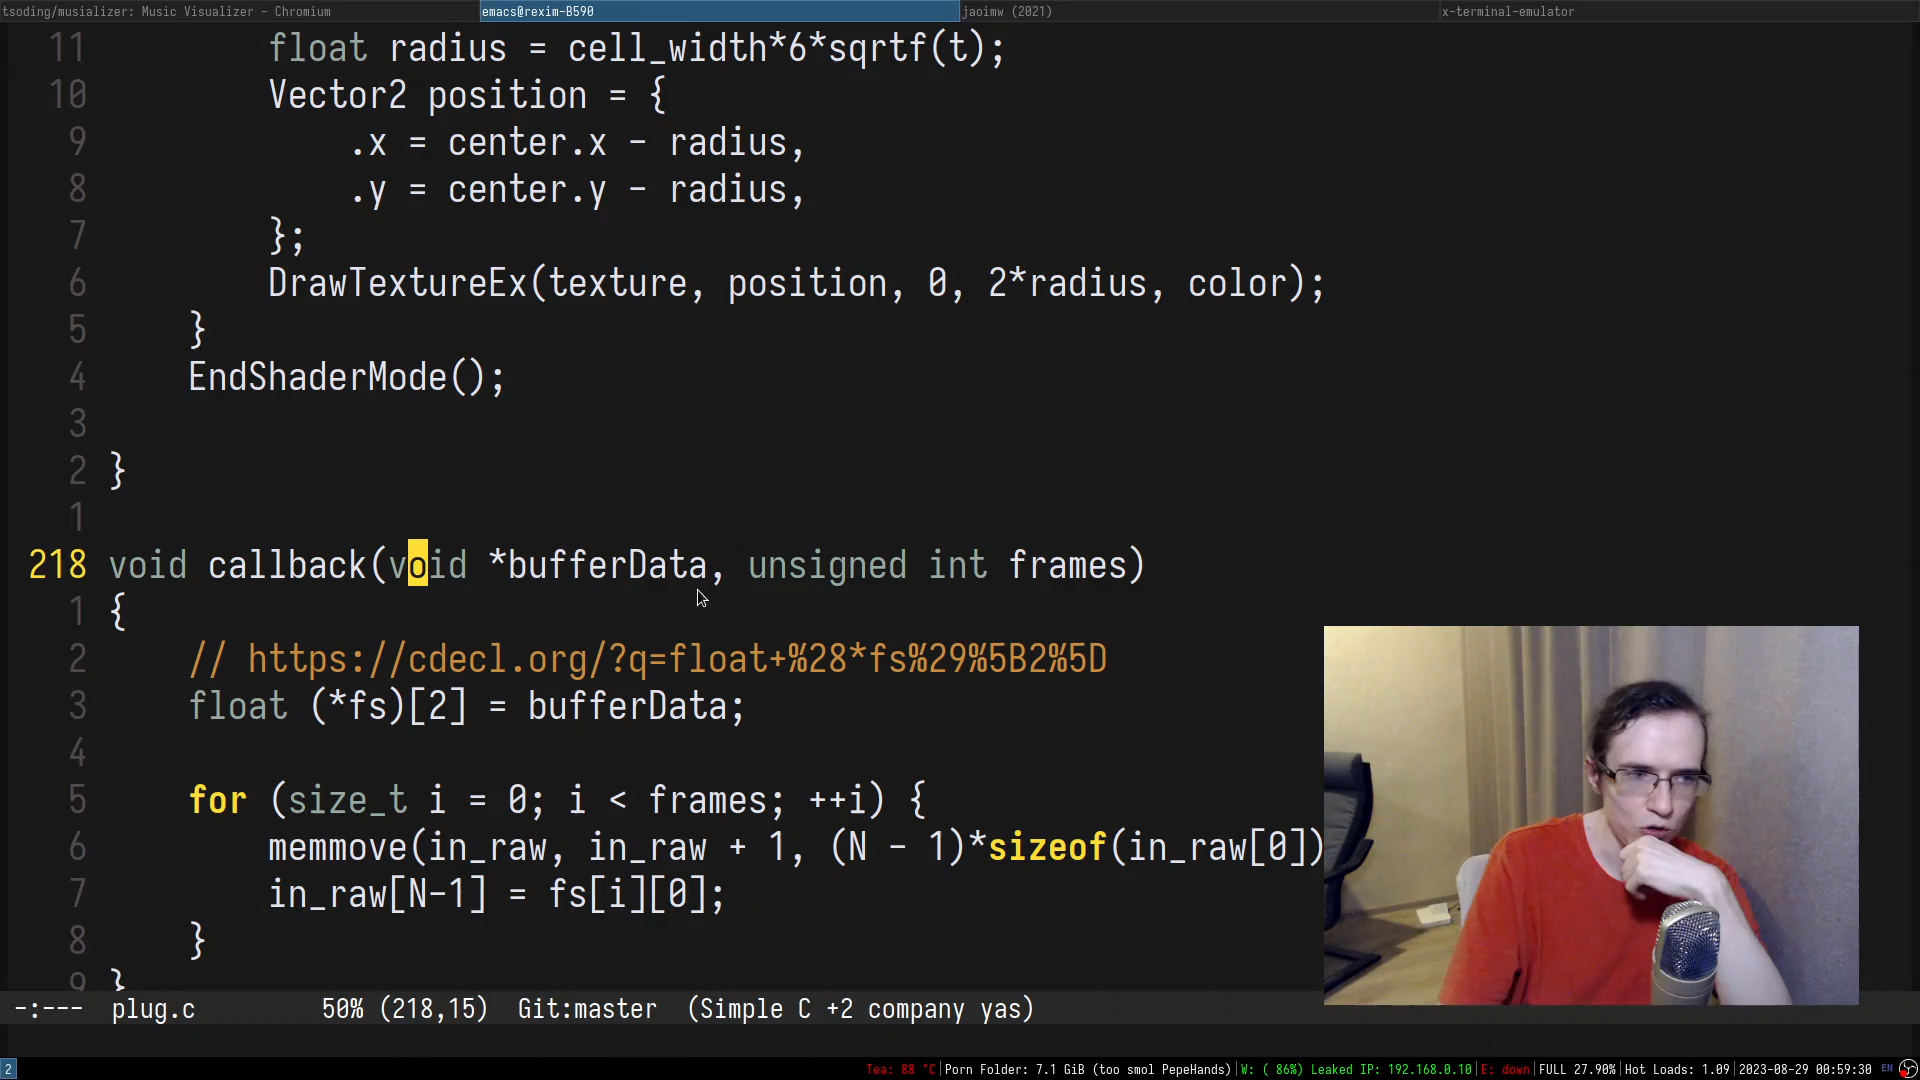 tsoding/musializer: Music Visualizer - Chromium emacs@rexim-B590 jaoimw (2021) x-terminal-emulator
11 float radius = cell_width*6*sqrtf(t);
10 Vector2 position = {
9 .x = center.x - radius,
8 .y = center.y - radius,
7 };
6 DrawTextureEx(texture, position, 0, 2*radius, color);
5 }
4 EndShaderMode();
3
2 }
1
218 void callback(void *bufferData, unsigned int frames)
1 {
2 // https://cdecl.org/?q=float+%28*fs%29%5B2%5D
3 float (*fs)[2] = bufferData;
4
5 for (size_t i = 0; i < frames; ++i) {
6 memmove(in_raw, in_raw + 1, (N - 1)*sizeof(in_raw[0])
7 in_raw[N-1] = fs[i][0];
8 }
9 }
-:--- plug.c 50% (218,15) Git:master (Simple C +2 company yas)
2 Tea: 88 °C|Porn Folder: 7.1 GiB (too smol PepeHands)|W: ( 86%) Leaked IP: 192.168.0.10|E: down|FULL 27.90%|Hot Loads: 1.09|2023-08-29 00:59:30 EN